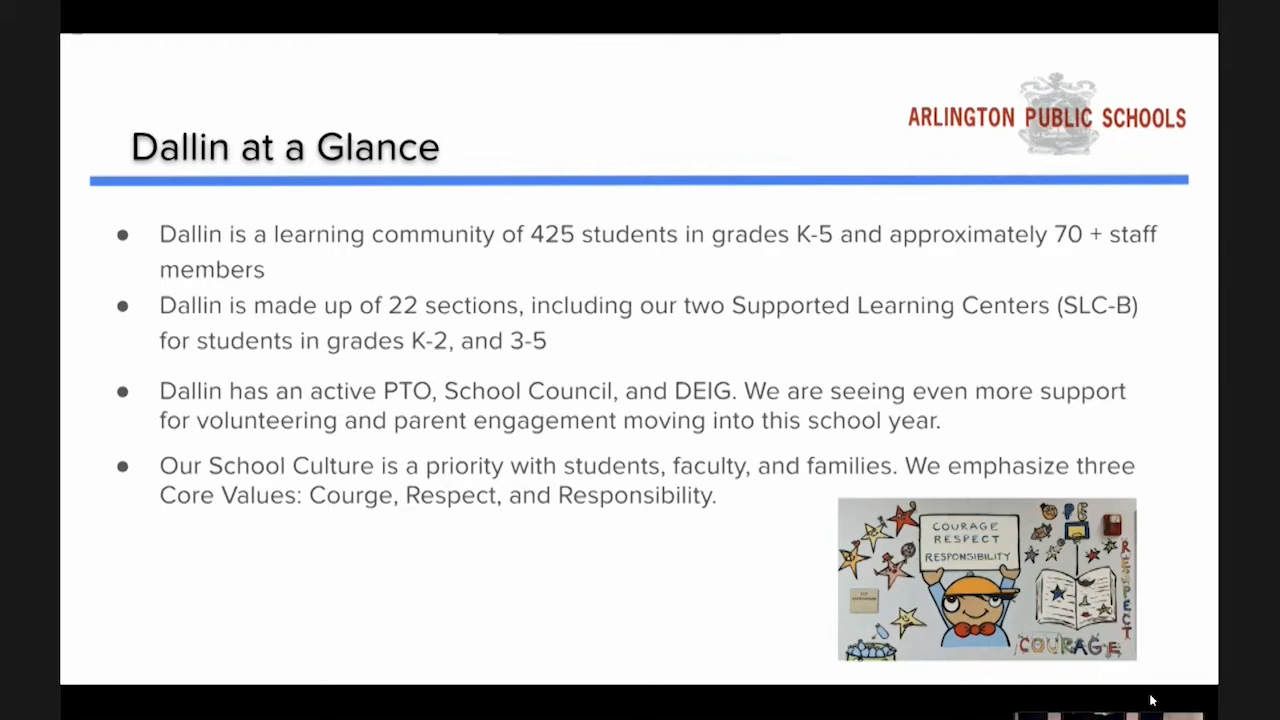 ARLINGTON PUBLIC SCHOOLS
Dallin at a Glance
● Dallin is a learning community of 425 students in grades K-5 and approximately 70 + staff
members
● Dallin is made up of 22 sections, including our two Supported Learning Centers (SLC-B)
for students in grades K-2, and 3-5
● Dallin has an active PTO, School Council, and DEIG. We are seeing even more support
for volunteering and parent engagement moving into this school year.
● Our School Culture is a priority with students, faculty, and families. We emphasize three
Core Values: Courge, Respect, and Responsibility.
COURAGE
RESPECT
RESPONSIBILITY
PE
RESPECT
COURAGE